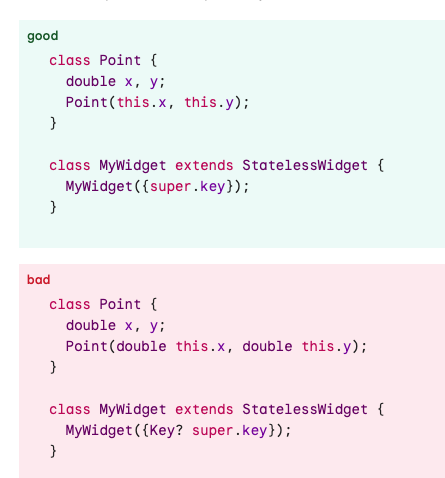 good
class Point {
  double x, y;
  Point(this.x, this.y);
}

class MyWidget extends StatelessWidget {
  MyWidget({super.key});
}

bad
class Point {
  double x, y;
  Point(double this.x, double this.y);
}

class MyWidget extends StatelessWidget {
  MyWidget({Key? super.key});
}